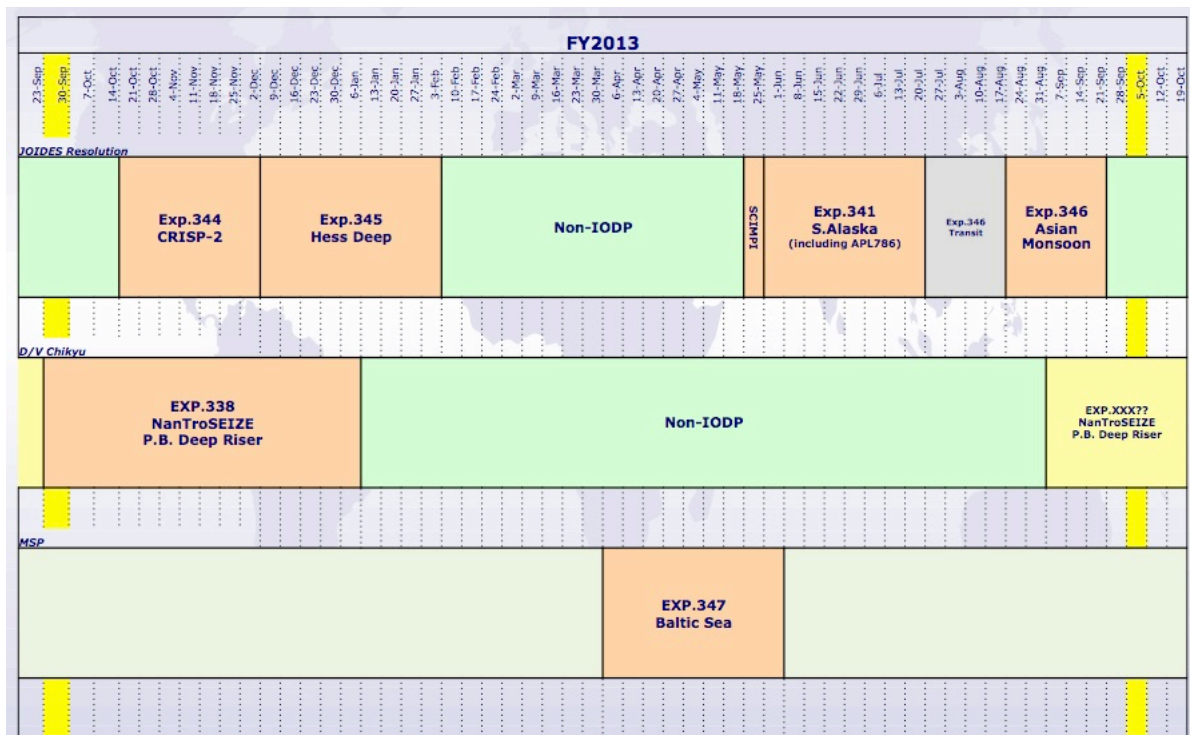 FY2013
23-Sep
30-Sep
7-Oct
14-Oct
21-Oct
28-Oct
4-Nov
11-Nov
18-Nov
25-Nov
2-Dec
9-Dec
16-Dec
23-Dec
30-Dec
6-Jan
13-Jan
20-Jan
27-Jan
3-Feb
10-Feb
17-Feb
24-Feb
2-Mar
9-Mar
16-Mar
23-Mar
30-Mar
6-Apr
13-Apr
20-Apr
27-Apr
4-May
11-May
18-May
25-May
1-Jun
8-Jun
15-Jun
22-Jun
29-Jun
6-Jul
13-Jul
20-Jul
27-Jul
3-Aug
10-Aug
17-Aug
24-Aug
31-Aug
7-Sep
14-Sep
21-Sep
28-Sep
5-Oct
12-Oct
19-Oct
JOIDES Resolution
Exp.344
CRISP-2
Exp.345
Hess Deep
Non-IODP
SCIMPI
Exp.341
S.Alaska
(including APL786)
Exp.346
Transit
Exp.346
Asian
Monsoon
D/V Chikyu
EXP.338
NanTroSEIZE
P.B. Deep Riser
Non-IODP
EXP.XXX??
NanTroSEIZE
P.B. Deep Riser
MSP
EXP.347
Baltic Sea